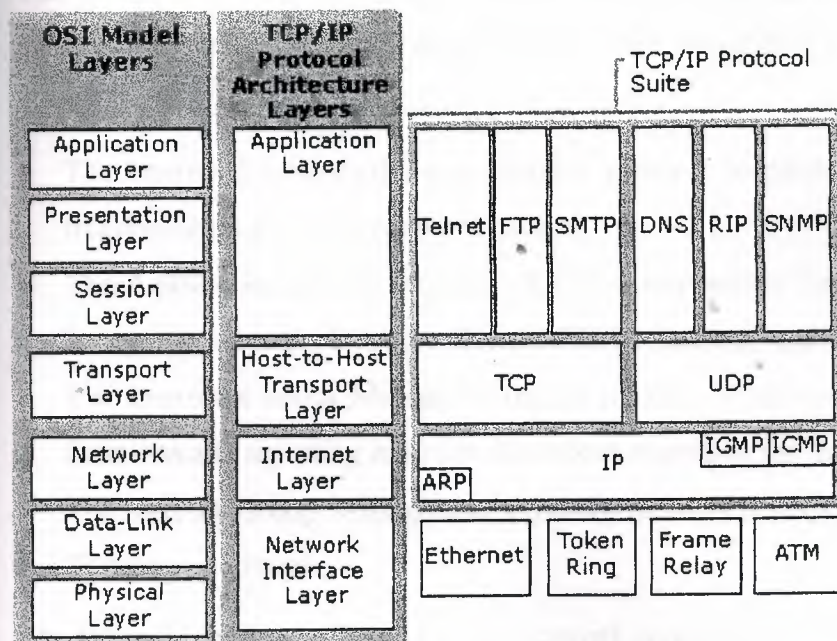 OSI Model
Layers
Application
Layer
Presentation
Layer
Session
Layer
Transport
Layer
Network
Layer
Data-Link
Layer
Physical
Layer
TCP/IP
Protocol
Architecture
Layers
Application
Layer
Host-to-Host
Transport
Layer
Internet
Layer
Network
Interface
Layer
TCP/IP Protocol
Suite
Telnet
FTP
SMTP
DNS
RIP
SNMP
TCP
UDP
IP
IGMP
ICMP
ARP
Ethernet
Token
Ring
Frame
Relay
ATM